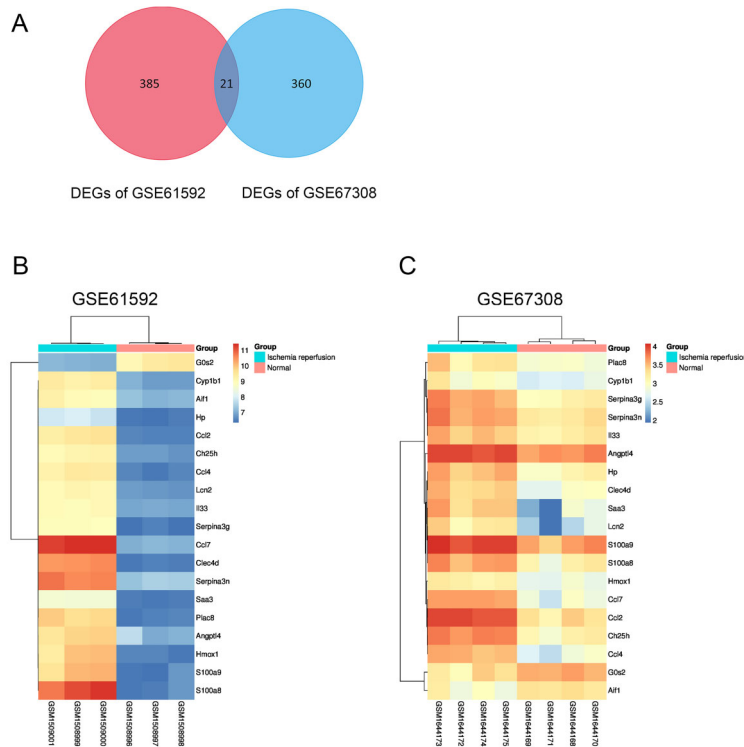 A
385
21
360
DEGs of GSE61592
DEGs of GSE67308
B
GSE61592
Group
G0s2
Cyp1b1
Aif1
Hp
Ccl2
Ch25h
Ccl4
Lcn2
Il33
Serpina3g
Ccl7
Clec4d
Serpina3n
Saa3
Plac8
Angptl4
Hmox1
S100a9
S100a8
GSM1509001
GSM1508999
GSM1509000
GSM1508996
GSM1508997
GSM1508998
11
10
9
8
7
Group
Ischemia reperfusion
Normal
C
GSE67308
Group
Plac8
Cyp1b1
Serpina3g
Serpina3n
Il33
Angptl4
Hp
Clec4d
Saa3
Lcn2
S100a9
S100a8
Hmox1
Ccl7
Ccl2
Ch25h
Ccl4
G0s2
Aif1
GSM1644173
GSM1644172
GSM1644174
GSM1644175
GSM1644169
GSM1644171
GSM1644168
GSM1644170
4
3.5
3
2.5
2
Group
Ischemia reperfusion
Normal